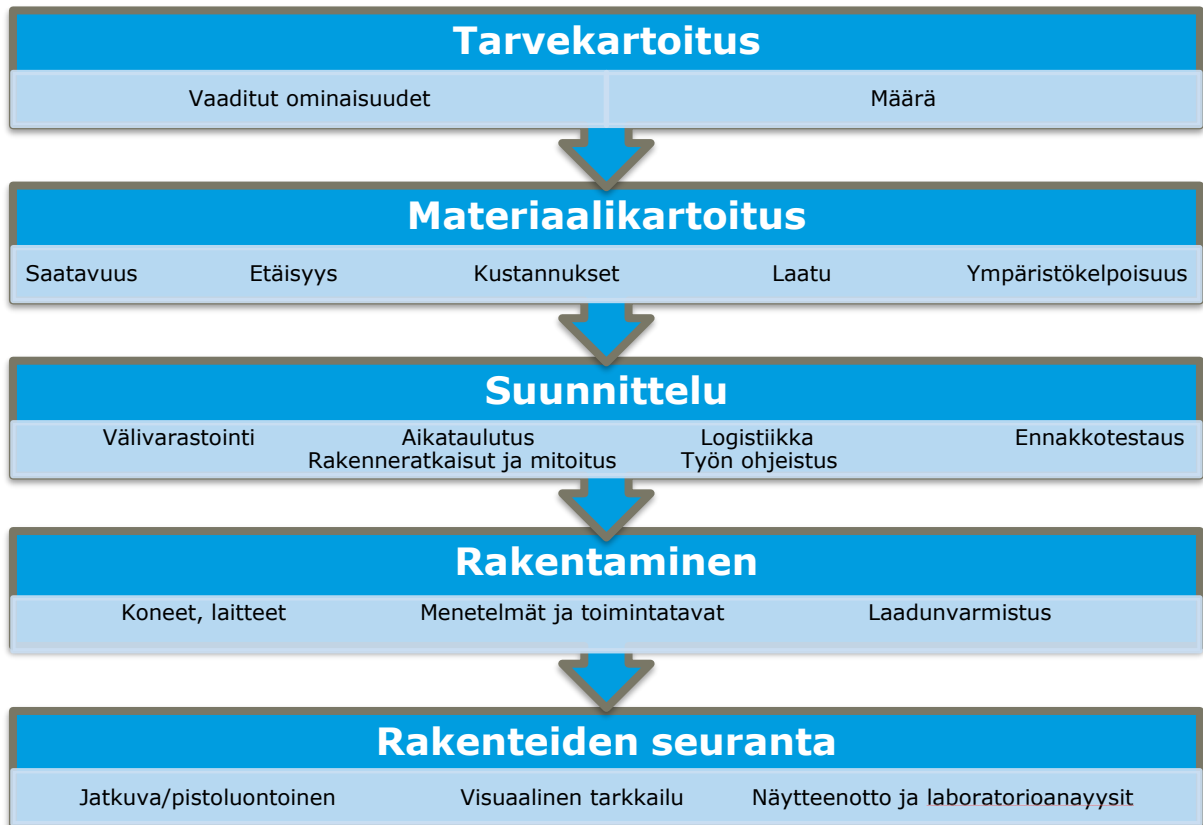 Tarvekartoitus
Vaaditut ominaisuudet Määrä
Materiaalikartoitus
Saatavuus Etäisyys Kustannukset Laatu Ympäristökelpoisuus
Suunnittelu
Välivarastointi Aikataulutus Logistiikka Ennakkotestaus
Rakenneratkaisut ja mitoitus Työn ohjeistus
Rakentaminen
Koneet, laitteet Menetelmät ja toimintatavat Laadunvarmistus
Rakenteiden seuranta
Jatkuva/pistoluontoinen Visuaalinen tarkkailu Näytteenotto ja laboratorioanayysit